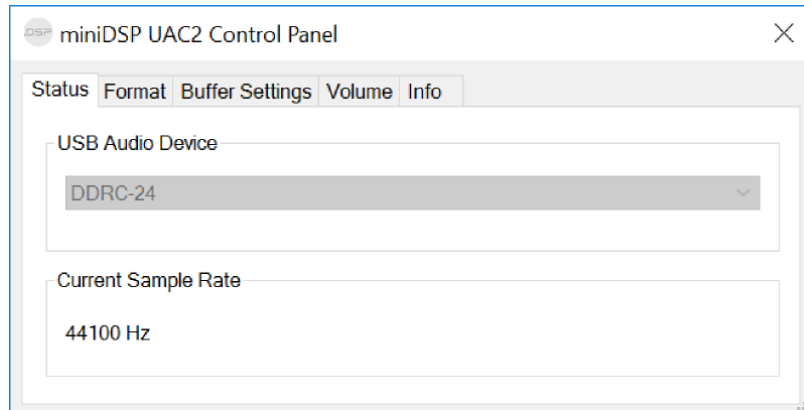 DSP miniDSP UAC2 Control Panel
Status Format Buffer Settings Volume Info
USB Audio Device
DDRC-24
Current Sample Rate
44100 Hz